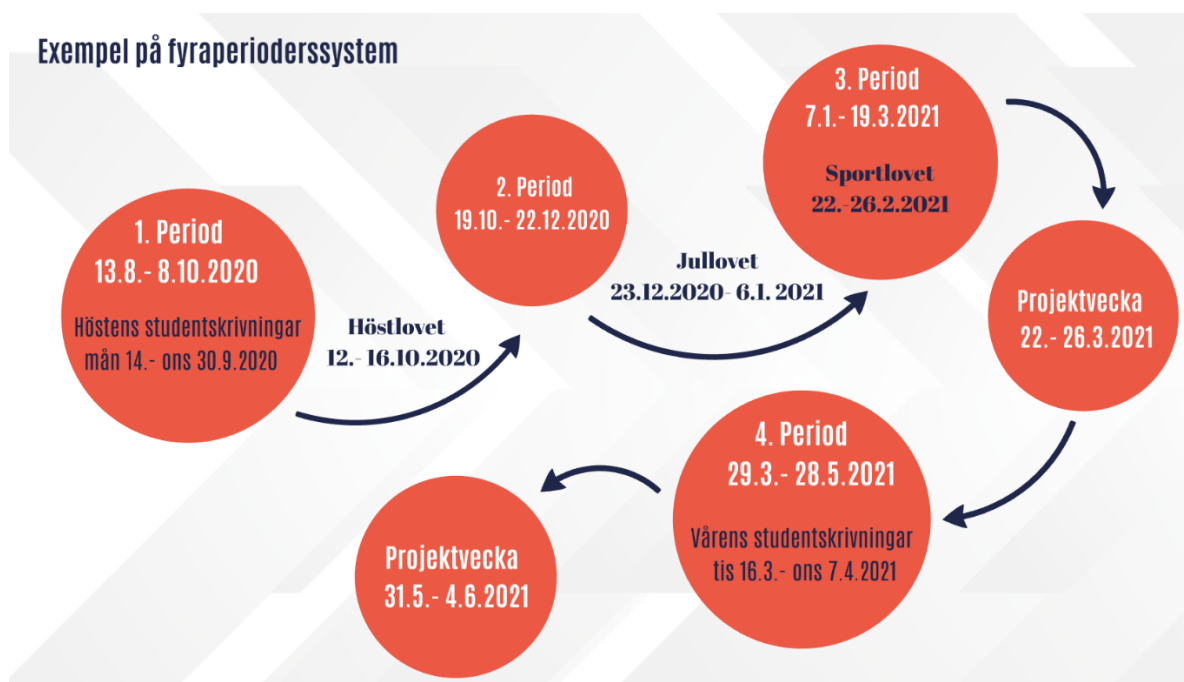 Exempel på fyraperioderssystem
1. Period
13.8.- 8.10.2020
Höstens studentskrivningar
mån 14.- ons 30.9.2020
Höstlovet
12.- 16.10.2020
2. Period
19.10.- 22.12.2020
Jullovet
23.12.2020- 6.1. 2021
3. Period
7.1.- 19.3.2021
Sportlovet
22.-26.2.2021
Projektvecka
22.- 26.3.2021
4. Period
29.3.- 28.5.2021
Vårens studentskrivningar
tis 16.3.- ons 7.4.2021
Projektvecka
31.5.- 4.6.2021